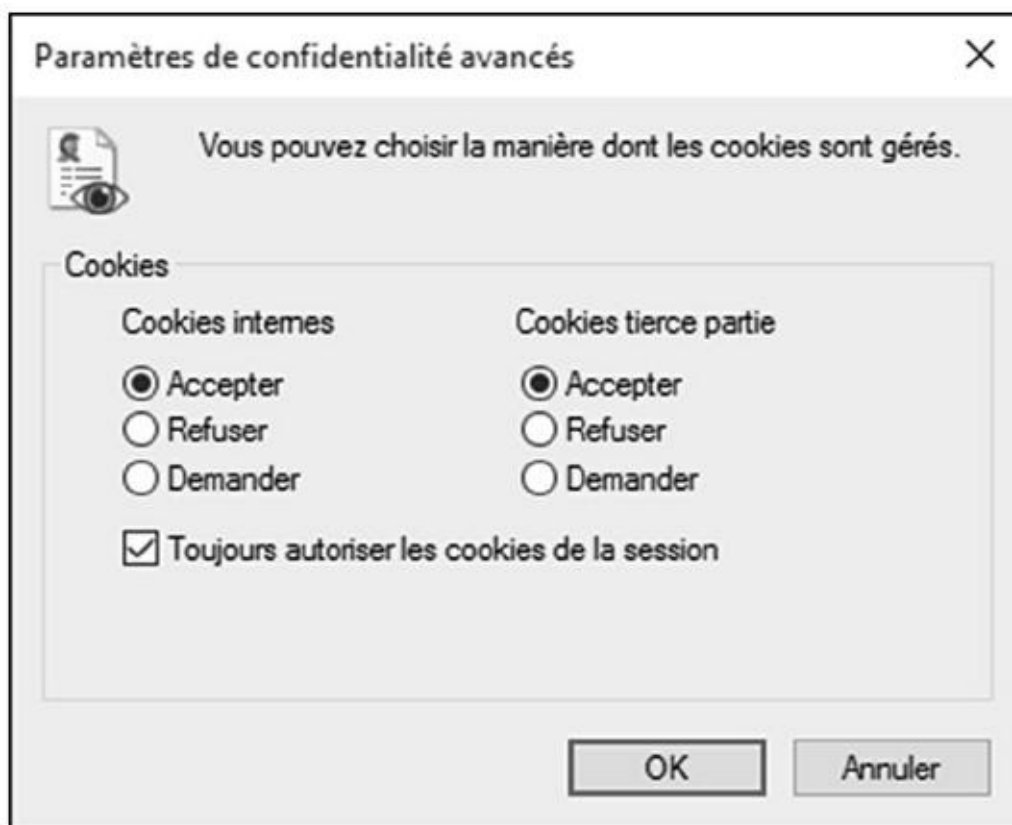 Paramètres de confidentialité avancés
Vous pouvez choisir la manière dont les cookies sont gérés.
Cookies
Cookies internes
Cookies tierce partie
Accepter
Accepter
Refuser
Refuser
Demander
Demander
Toujours autoriser les cookies de la session
OK
Annuler